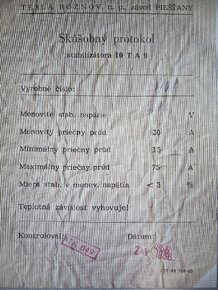 TESLA ROŽNOV, n. p., závod PIEŠŤANY
Skúšobný protokol
stabilizátora 10 TA 9
Výrobné číslo:
Menovité stab. napätie V
Menovitý priečny prúd 30 A
Minimálny priečny prúd 15 A
Maximálny priečny prúd 75 A
Miera stab. v menov. napätia < 3 %
Teplotná závislosť vyhovuje!
Kontroloval: Dátum: